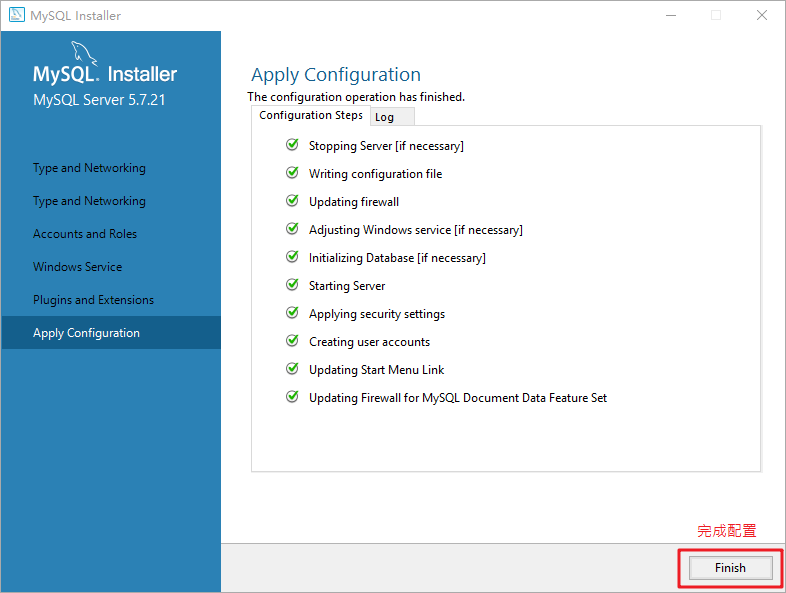 MySQL Installer
MySQL. Installer
MySQL Server 5.7.21
Type and Networking
Type and Networking
Accounts and Roles
Windows Service
Plugins and Extensions
Apply Configuration
Apply Configuration
The configuration operation has finished.
Configuration Steps
Log
Stopping Server [if necessary]
Writing configuration file
Updating firewall
Adjusting Windows service [if necessary]
Initializing Database [if necessary]
Starting Server
Applying security settings
Creating user accounts
Updating Start Menu Link
Updating Firewall for MySQL Document Data Feature Set
完成配置
Finish